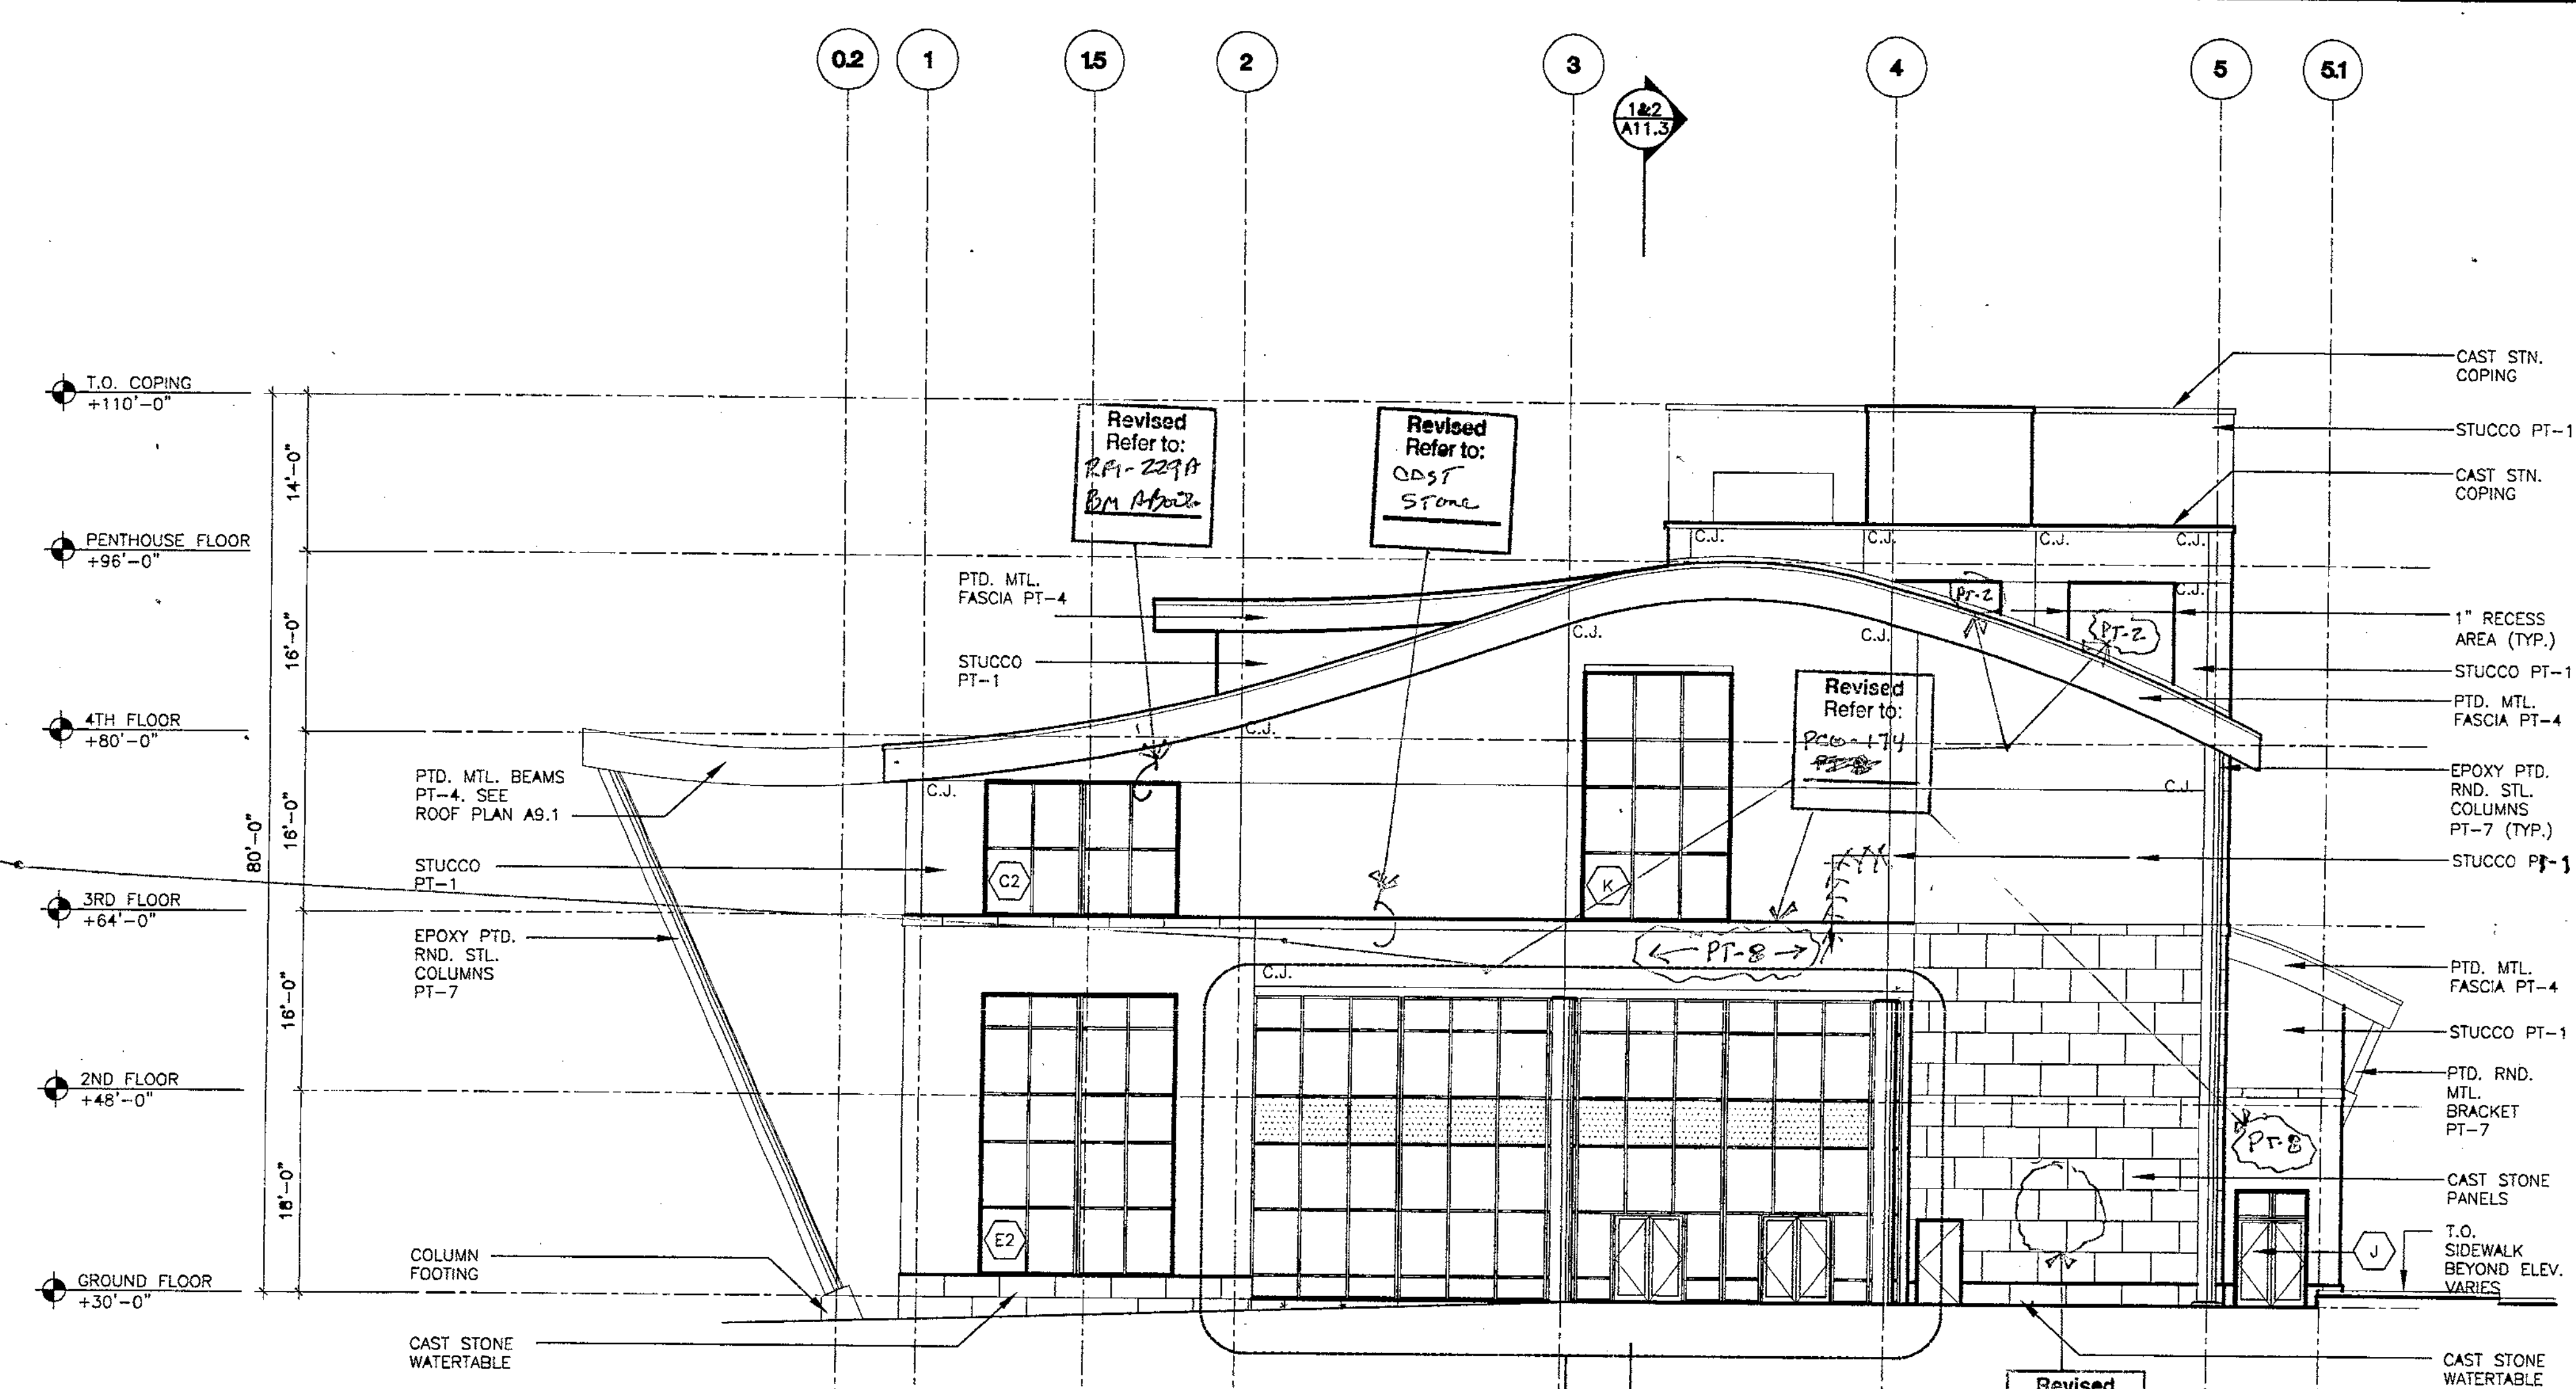 0.2
1
1.5
2
3
4
5
5.1
1&2
A11.3
T.O. COPING
+110'-0"
PENTHOUSE FLOOR
+96'-0"
4TH FLOOR
+80'-0"
3RD FLOOR
+64'-0"
2ND FLOOR
+48'-0"
GROUND FLOOR
+30'-0"
14'-0"
16'-0"
16'-0"
16'-0"
18'-0"
80'-0"
Revised
Refer to:
RFI-229A
BM
Revised
Refer to:
CAST
STONE
Revised
Refer to:
PCO-174
PTD. MTL.
FASCIA PT-4
STUCCO
PT-1
PTD. MTL. BEAMS
PT-4. SEE
ROOF PLAN A9.1
STUCCO
PT-1
EPOXY PTD.
RND. STL.
COLUMNS
PT-7
COLUMN
FOOTING
CAST STONE
WATERTABLE
C.J.
C.J.
C.J.
C.J.
C.J.
C.J.
C.J.
C.J.
C.J.
C.J.
C.J.
PT-2
PT-2
C2
K
E2
J
← PT-8 →
PT-8
CAST STN.
COPING
STUCCO PT-1
CAST STN.
COPING
1" RECESS
AREA (TYP.)
STUCCO PT-1
PTD. MTL.
FASCIA PT-4
EPOXY PTD.
RND. STL.
COLUMNS
PT-7 (TYP.)
STUCCO PT-1
PTD. MTL.
FASCIA PT-4
STUCCO PT-1
PTD. RND.
MTL.
BRACKET
PT-7
CAST STONE
PANELS
T.O.
SIDEWALK
BEYOND ELEV.
VARIES
CAST STONE
WATERTABLE
Revised